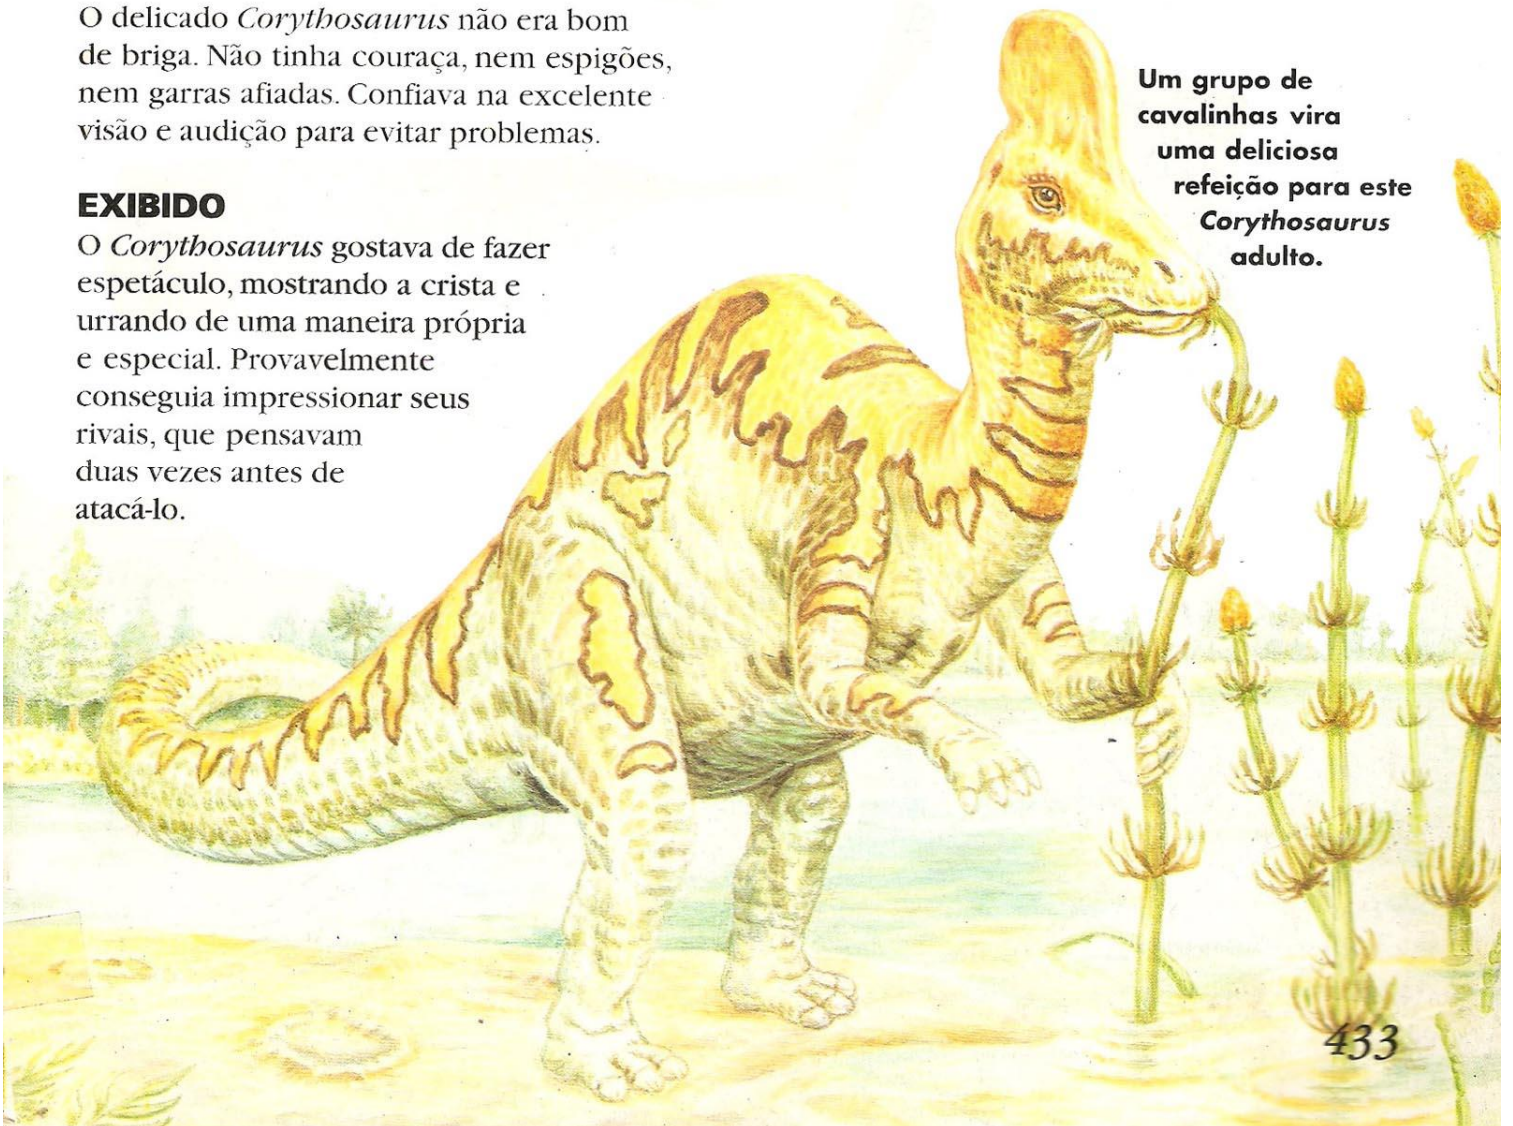 O delicado Corythosaurus não era bom
de briga. Não tinha couraça, nem espigões,
nem garras afiadas. Confiava na excelente
visão e audição para evitar problemas.
EXIBIDO
O Corythosaurus gostava de fazer
espetáculo, mostrando a crista e
urrando de uma maneira própria
e especial. Provavelmente
conseguia impressionar seus
rivais, que pensavam
duas vezes antes de
atacá-lo.
Um grupo de
cavalinhas vira
uma deliciosa
refeição para este
Corythosaurus
adulto.
433